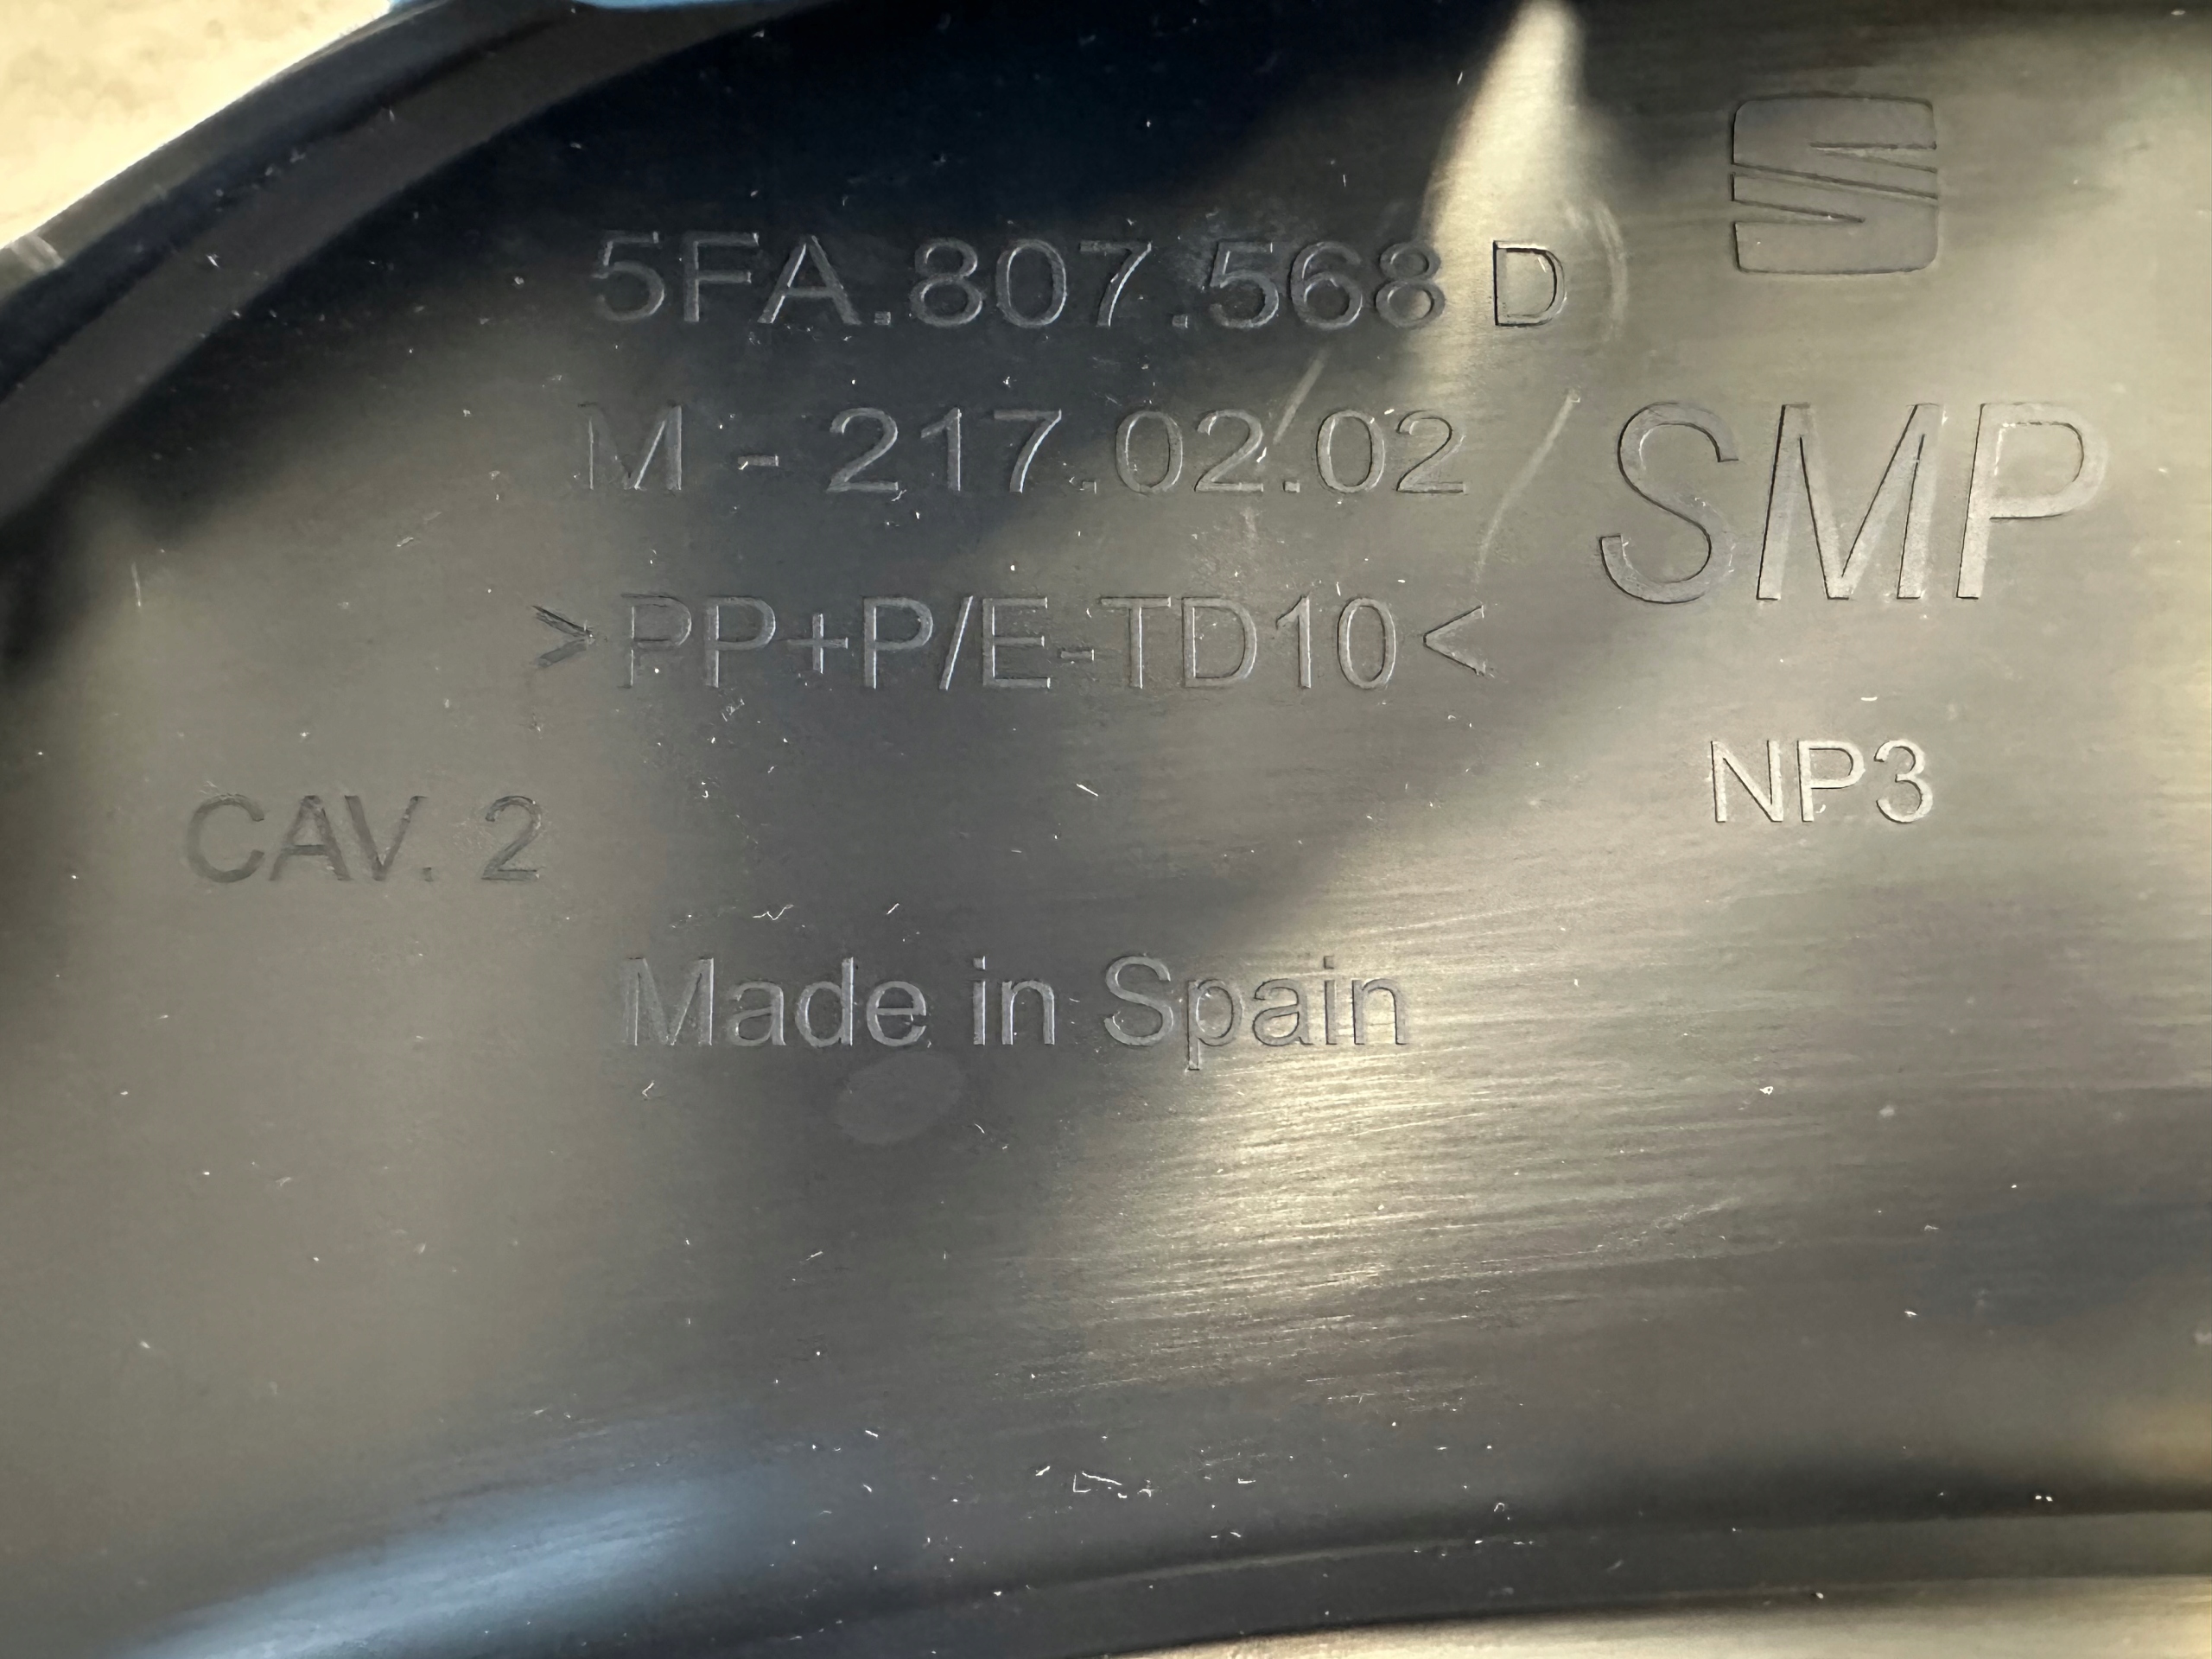 5FA.807.568 D
M - 217.02.02
SMP
>PP+P/E-TD10<
NP3
CAV. 2
Made in Spain